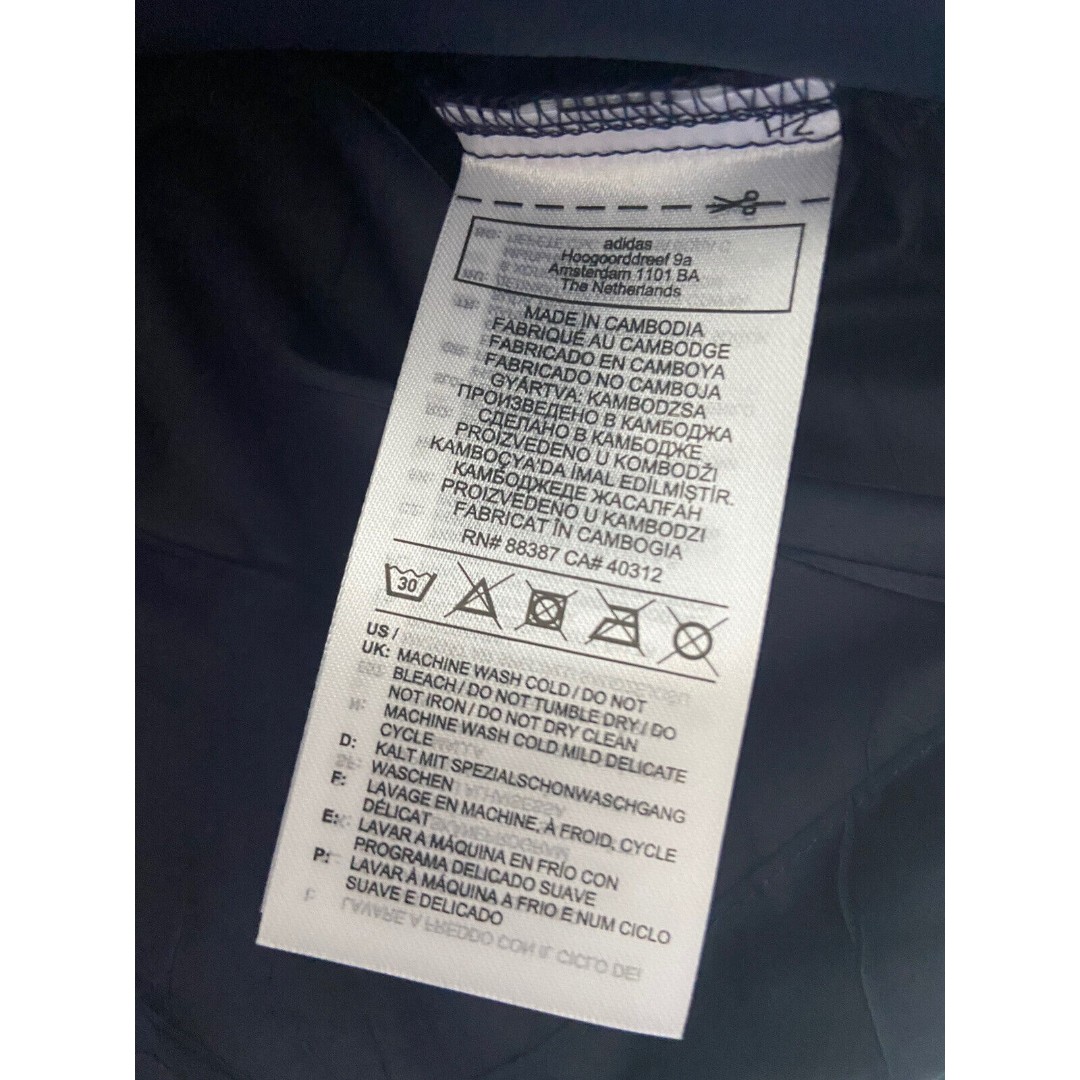 HZ
adidas
Hoogoorddreef 9a
Amsterdam 1101 BA
The Netherlands
MADE IN CAMBODIA
FABRIQUÉ AU CAMBODGE
FABRICADO EN CAMBOYA
FABRICADO NO CAMBOJA
GYÁRTVA: KAMBODZSA
ПРОИЗВЕДЕНО В КАМБОДЖА
СДЕЛАНО В КАМБОДЖЕ
PROIZVEDENO U KOMBODŽI
KAMBOÇYA'DA İMAL EDİLMİŞTİR.
КАМБОДЖЕДЕ ЖАСАЛҒАН
PROIZVEDENO U KAMBODZI
FABRICAT ÎN CAMBOGIA
RN# 88387 CA# 40312
30
US /
UK: MACHINE WASH COLD / DO NOT
BLEACH / DO NOT TUMBLE DRY / DO
NOT IRON / DO NOT DRY CLEAN
MACHINE WASH COLD MILD DELICATE
CYCLE
D: KALT MIT SPEZIALSCHONWASCHGANG
WASCHEN
F: LAVAGE EN MACHINE, À FROID, CYCLE
DÉLICAT
E: LAVAR A MÁQUINA EN FRÍO CON
PROGRAMA DELICADO SUAVE
P: LAVAR À MÁQUINA A FRIO E NUM CICLO
SUAVE E DELICADO